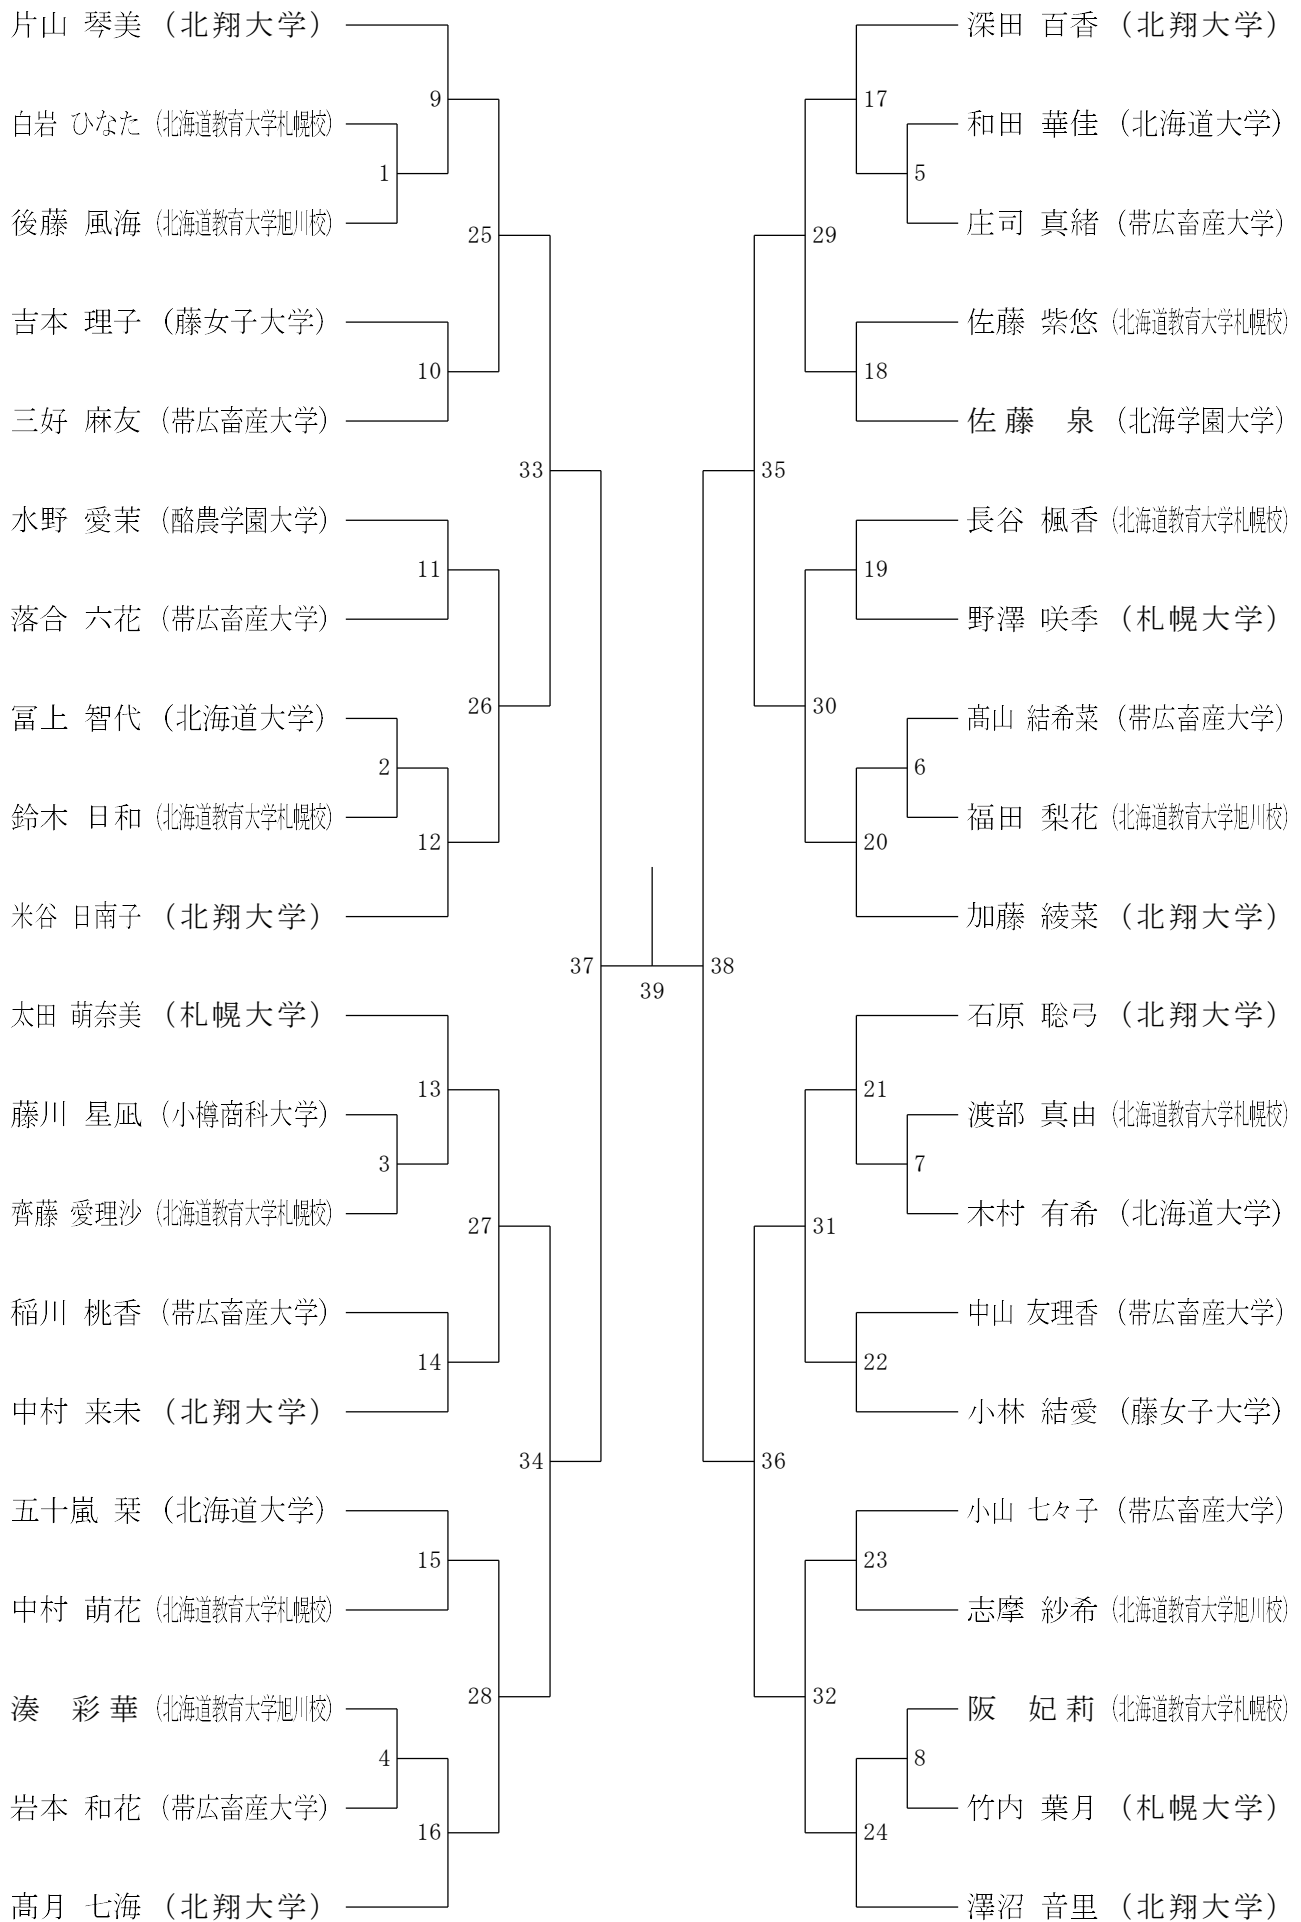 片山 琴美 (北翔大学)
9
白岩 ひなた (北海道教育大学札幌校)
1
後藤 風海 (北海道教育大学旭川校)
25
吉本 理子 (藤女子大学)
10
三好 麻友 (帯広畜産大学)
33
水野 愛茉 (酪農学園大学)
11
落合 六花 (帯広畜産大学)
26
冨上 智代 (北海道大学)
2
鈴木 日和 (北海道教育大学札幌校)
12
米谷 日南子 (北翔大学)
37
太田 萌奈美 (札幌大学)
13
藤川 星凪 (小樽商科大学)
3
齊藤 愛理沙 (北海道教育大学札幌校)
27
稲川 桃香 (帯広畜産大学)
14
中村 来未 (北翔大学)
34
五十嵐 栞 (北海道大学)
15
中村 萌花 (北海道教育大学札幌校)
28
湊 彩華 (北海道教育大学旭川校)
4
岩本 和花 (帯広畜産大学)
16
髙月 七海 (北翔大学)
39
深田 百香 (北翔大学)
17
和田 華佳 (北海道大学)
5
庄司 真緒 (帯広畜産大学)
29
佐藤 紫悠 (北海道教育大学札幌校)
18
佐藤 泉 (北海学園大学)
35
長谷 楓香 (北海道教育大学札幌校)
19
野澤 咲季 (札幌大学)
30
髙山 結希菜 (帯広畜産大学)
6
福田 梨花 (北海道教育大学旭川校)
20
加藤 綾菜 (北翔大学)
38
石原 聡弓 (北翔大学)
21
渡部 真由 (北海道教育大学札幌校)
7
木村 有希 (北海道大学)
31
中山 友理香 (帯広畜産大学)
22
小林 結愛 (藤女子大学)
36
小山 七々子 (帯広畜産大学)
23
志摩 紗希 (北海道教育大学旭川校)
32
阪 妃莉 (北海道教育大学札幌校)
8
竹内 葉月 (札幌大学)
24
澤沼 音里 (北翔大学)